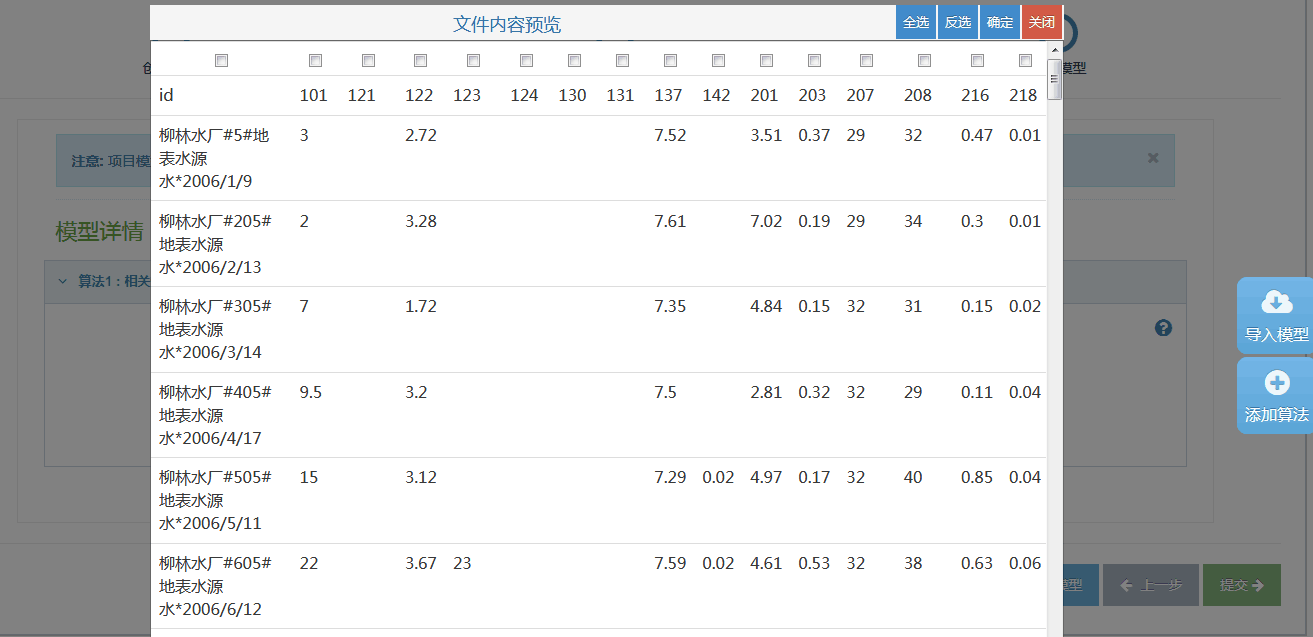 文件内容预览
全选 反选 确定 关闭
模型
id 101 121 122 123 124 130 131 137 142 201 203 207 208 216 218
柳林水厂#5#地 3 2.72 7.52 3.51 0.37 29 32 0.47 0.01
表水源
水*2006/1/9
柳林水厂#205# 2 3.28 7.61 7.02 0.19 29 34 0.3 0.01
地表水源
水*2006/2/13
柳林水厂#305# 7 1.72 7.35 4.84 0.15 32 31 0.15 0.02
地表水源
水*2006/3/14
柳林水厂#405# 9.5 3.2 7.5 2.81 0.32 32 29 0.11 0.04
地表水源
水*2006/4/17
柳林水厂#505# 15 3.12 7.29 0.02 4.97 0.17 32 40 0.85 0.04
地表水源
水*2006/5/11
柳林水厂#605# 22 3.67 23 7.59 0.02 4.61 0.53 32 38 0.63 0.06
地表水源
水*2006/6/12
注意: 项目模
模型详情
算法1 : 相关
导入模型
添加算法
模型
上一步
提交